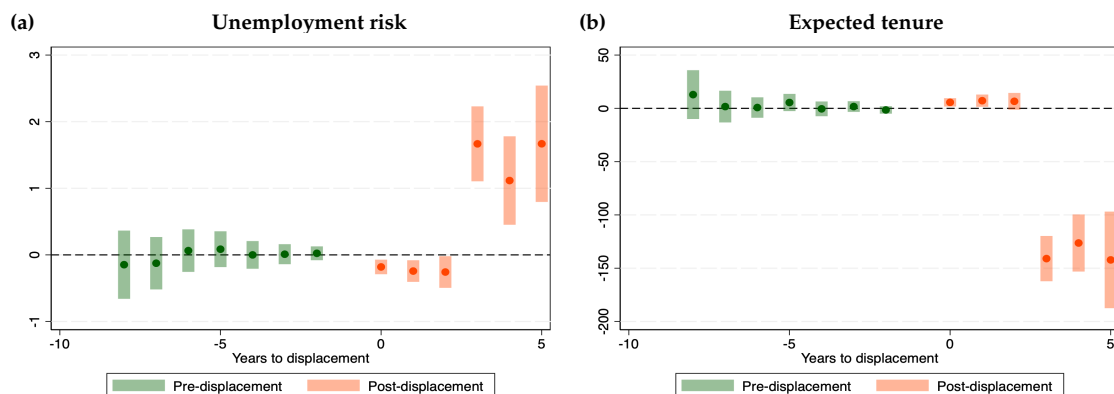 (a) Unemployment risk
3
2
1
0
-1
-10 -5 0 5
Years to displacement
Pre-displacement Post-displacement
(b) Expected tenure
50
0
-50
-100
-150
-200
-10 -5 0 5
Years to displacement
Pre-displacement Post-displacement